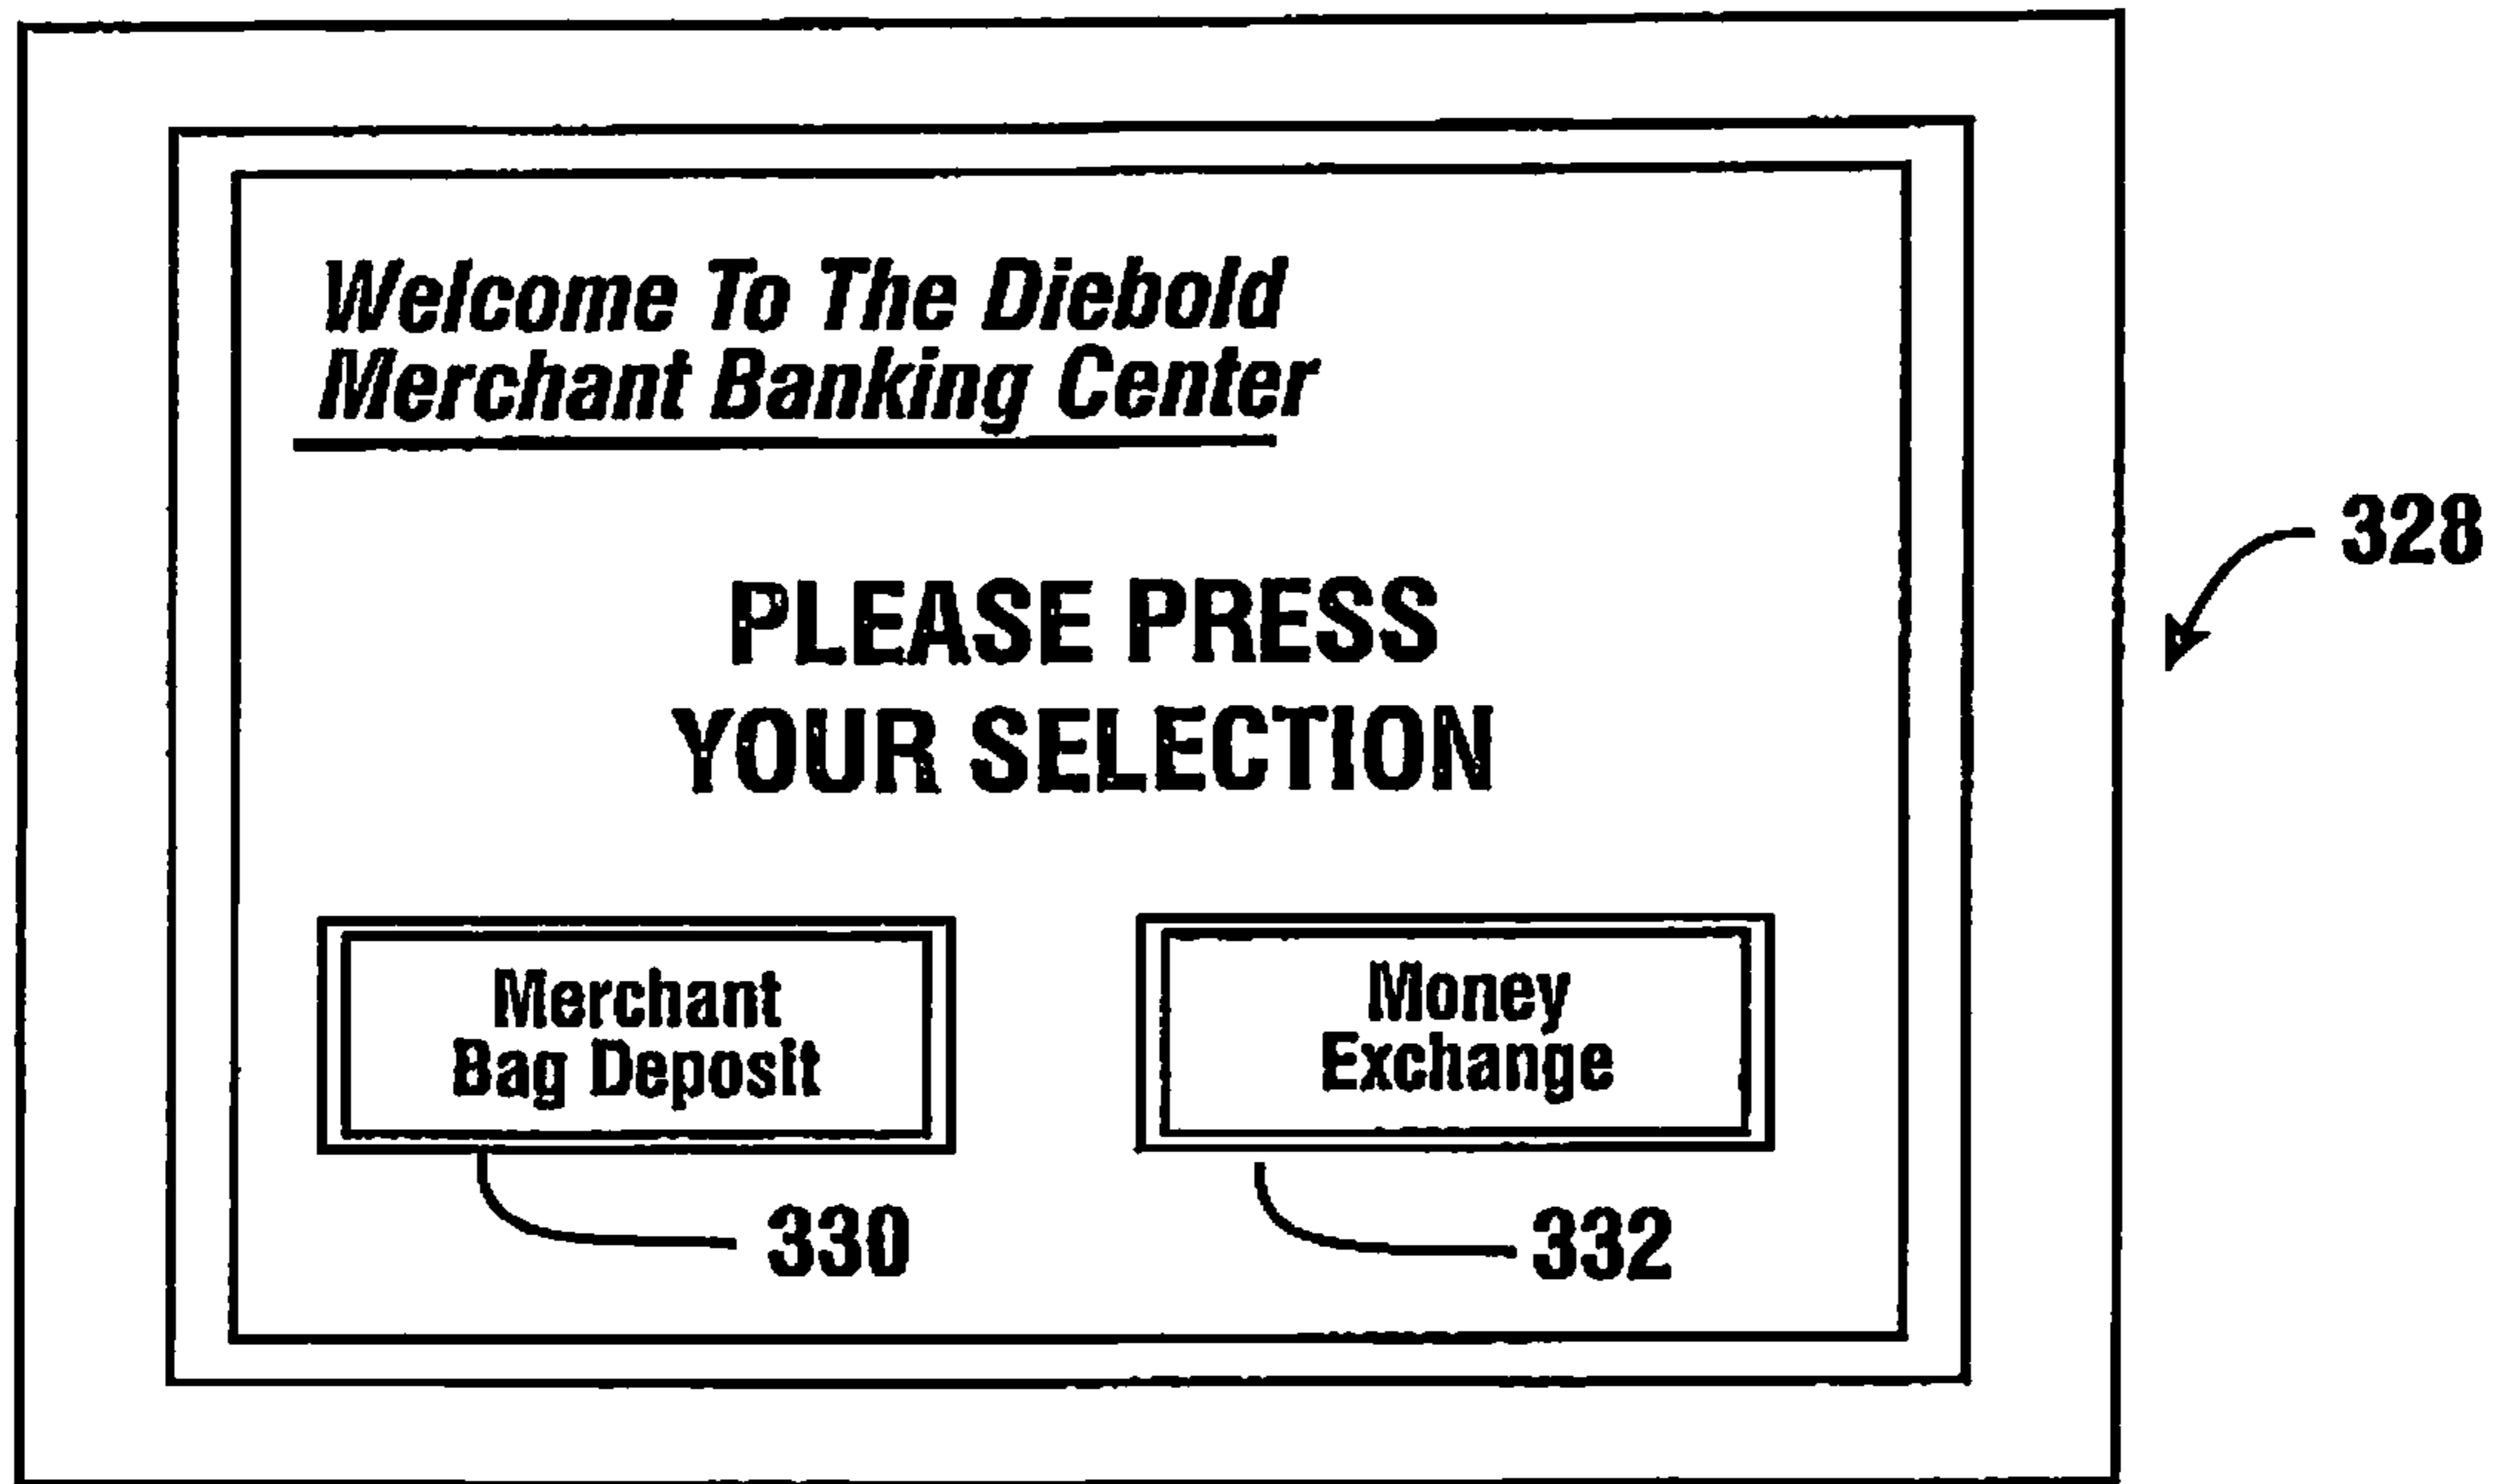 Welcome To The Diebold
Merchant Banking Center
328
PLEASE PRESS
YOUR SELECTION
Merchant
Bag Deposit
Money
Exchange
330
332